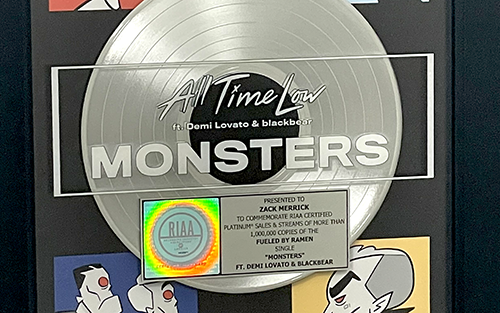 All Time Low
ft. Demi Lovato & blackbear
MONSTERS
RIAA
PRESENTED TO
ZACK MERRICK
TO COMMEMORATE RIAA CERTIFIED
PLATINUM® SALES & STREAMS OF MORE THAN
1,000,000 COPIES OF THE
FUELED BY RAMEN
SINGLE
"MONSTERS"
FT. DEMI LOVATO & BLACKBEAR